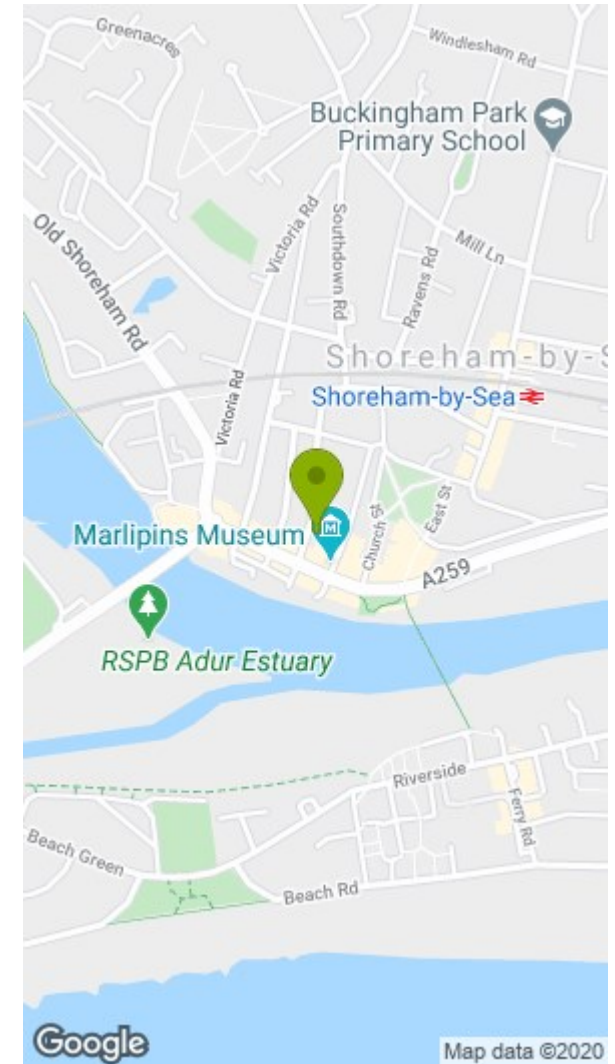 Greenacres
Windlesham Rd
Buckingham Park
Primary School
Old Shoreham Rd
Victoria Rd
Southdown Rd
Mill Ln
Ravens Rd
Shoreham-by-S
Shoreham-by-Sea
Victoria Rd
Marlipins Museum
M
Church St
East St
A259
RSPB Adur Estuary
Riverside
Ferry Rd
Beach Green
Beach Rd
Google
Map data ©2020